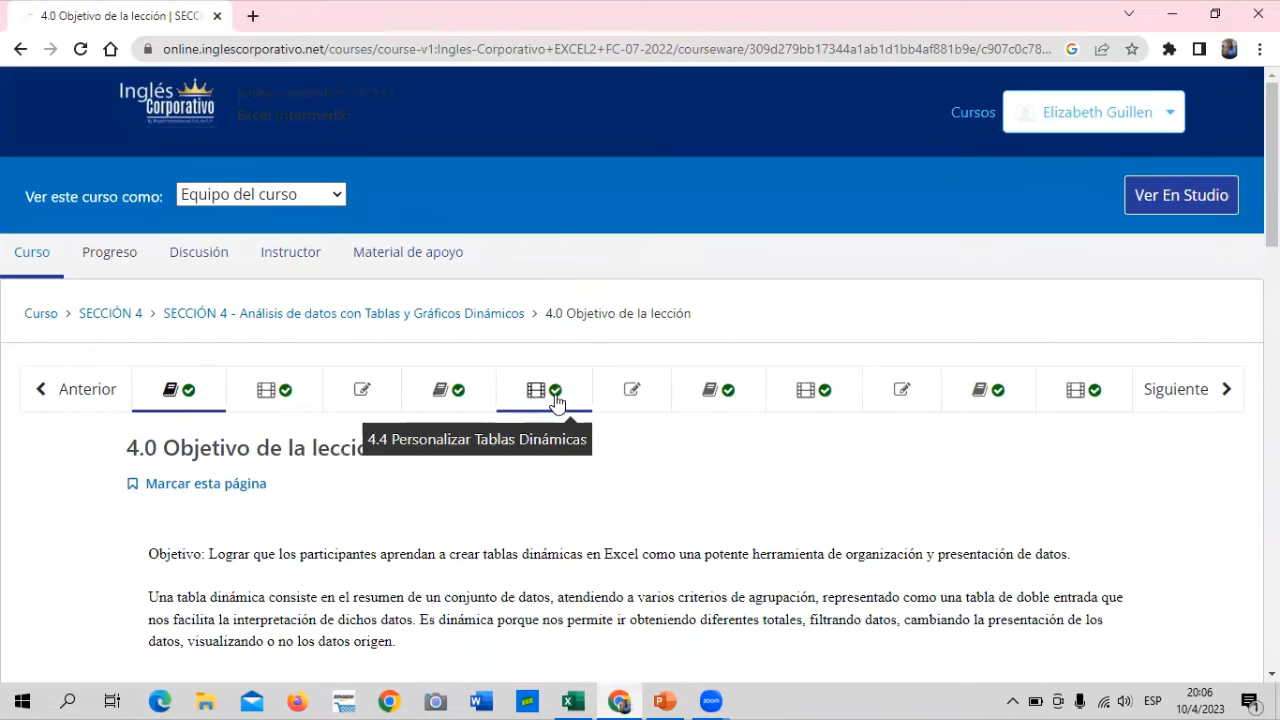 4.0 Objetivo de la lección | SECC
online.inglescorporativo.net/courses/course-v1:Ingles-Corporativo+EXCEL2+FC-07-2022/courseware/309d279bb17344a1ab1d1bb4af881b9e/c907c0c78...
Inglés
Corporativo
Excel Intermedio
Cursos
Elizabeth Guillen
Ver este curso como:
Equipo del curso
Ver En Studio
Curso
Progreso
Discusión
Instructor
Material de apoyo
Curso > SECCIÓN 4 > SECCIÓN 4 - Análisis de datos con Tablas y Gráficos Dinámicos > 4.0 Objetivo de la lección
Anterior
Siguiente
4.4 Personalizar Tablas Dinámicas
4.0 Objetivo de la lecció
Marcar esta página
Objetivo: Lograr que los participantes aprendan a crear tablas dinámicas en Excel como una potente herramienta de organización y presentación de datos.
Una tabla dinámica consiste en el resumen de un conjunto de datos, atendiendo a varios criterios de agrupación, representado como una tabla de doble entrada que
nos facilita la interpretación de dichos datos. Es dinámica porque nos permite ir obteniendo diferentes totales, filtrando datos, cambiando la presentación de los
datos, visualizando o no los datos origen.
amazon
zoom
ESP
20:06
10/4/2023
1